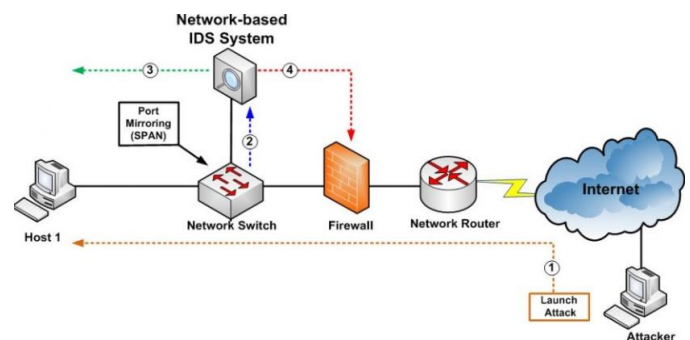 Network-based
IDS System
3
4
Port
Mirroring
(SPAN)
2
Internet
Host 1
Network Switch
Firewall
Network Router
1
Launch
Attack
Attacker